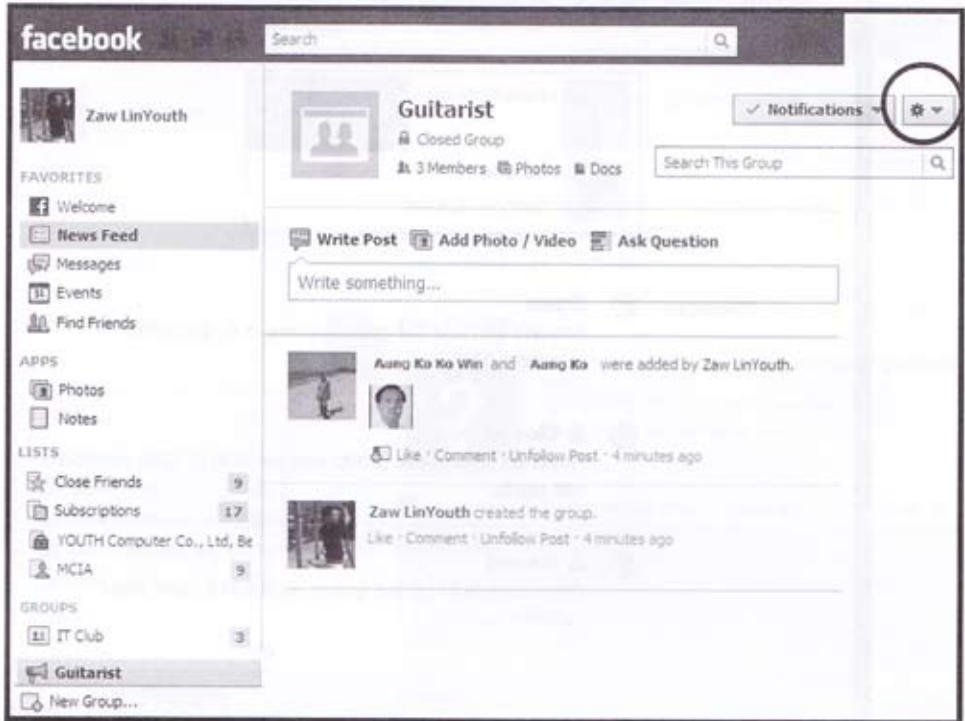 facebook
Search
Zaw LinYouth
Guitarist
Closed Group
3 Members Photos Docs
✓ Notifications
Search This Group
FAVORITES
Welcome
News Feed
Messages
31 Events
Find Friends
APPS
Photos
Notes
LISTS
Close Friends 9
Subscriptions 17
YOUTH Computer Co., Ltd, Be
MCIA 9
GROUPS
IT Club 3
Guitarist
New Group...
Write Post Add Photo / Video Ask Question
Write something...
Aung Ko Ko Win and Aung Ko were added by Zaw LinYouth.
Like · Comment · Unfollow Post · 4 minutes ago
Zaw LinYouth created the group.
Like · Comment · Unfollow Post · 4 minutes ago